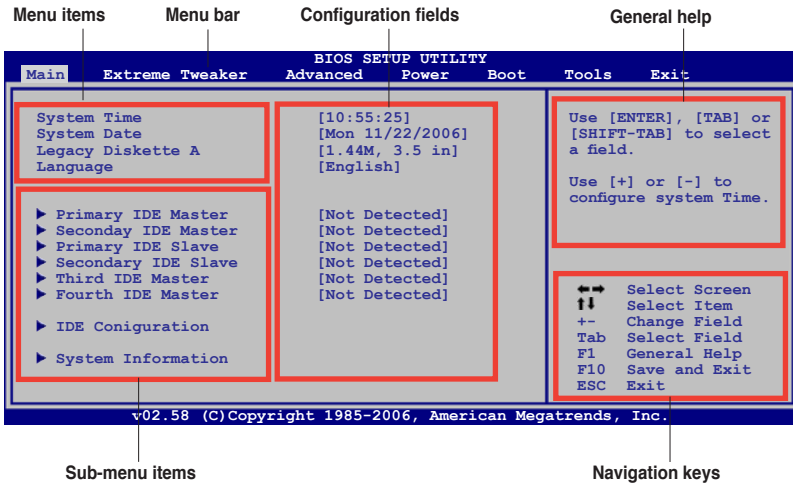 Menu items Menu bar Configuration fields General help
BIOS SETUP UTILITY
Main Extreme Tweaker Advanced Power Boot Tools Exit
System Time [10:55:25]
System Date [Mon 11/22/2006]
Legacy Diskette A [1.44M, 3.5 in]
Language [English]
Primary IDE Master [Not Detected]
Seconday IDE Master [Not Detected]
Primary IDE Slave [Not Detected]
Secondary IDE Slave [Not Detected]
Third IDE Master [Not Detected]
Fourth IDE Master [Not Detected]
IDE Coniguration
System Information
Use [ENTER], [TAB] or
[SHIFT-TAB] to select
a field.
Use [+] or [-] to
configure system Time.
Select Screen
Select Item
+- Change Field
Tab Select Field
F1 General Help
F10 Save and Exit
ESC Exit
v02.58 (C)Copyright 1985-2006, American Megatrends, Inc.
Sub-menu items Navigation keys